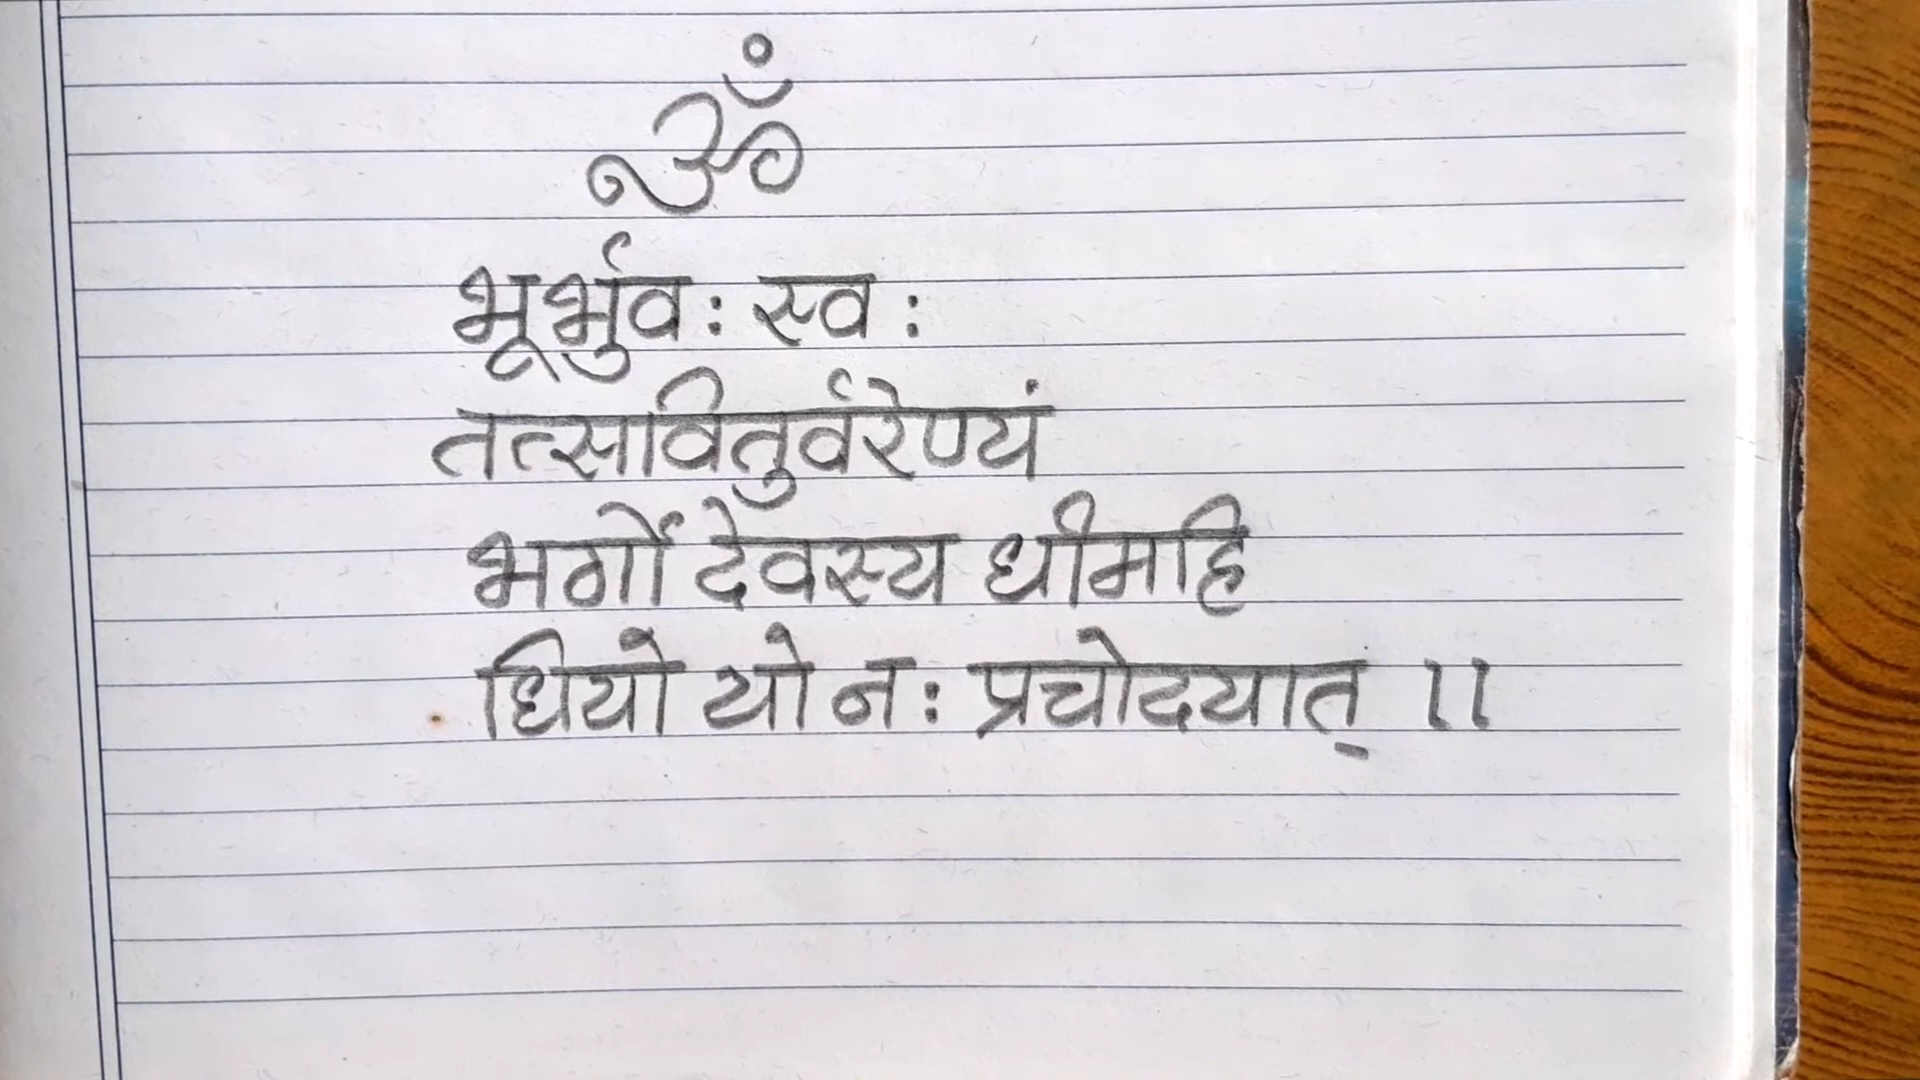 ॐ
भूर्भुवः स्वः
तत्सवितुर्वरेण्यं
भर्गो देवस्य धीमहि
धियो यो नः प्रचोदयात् ।।